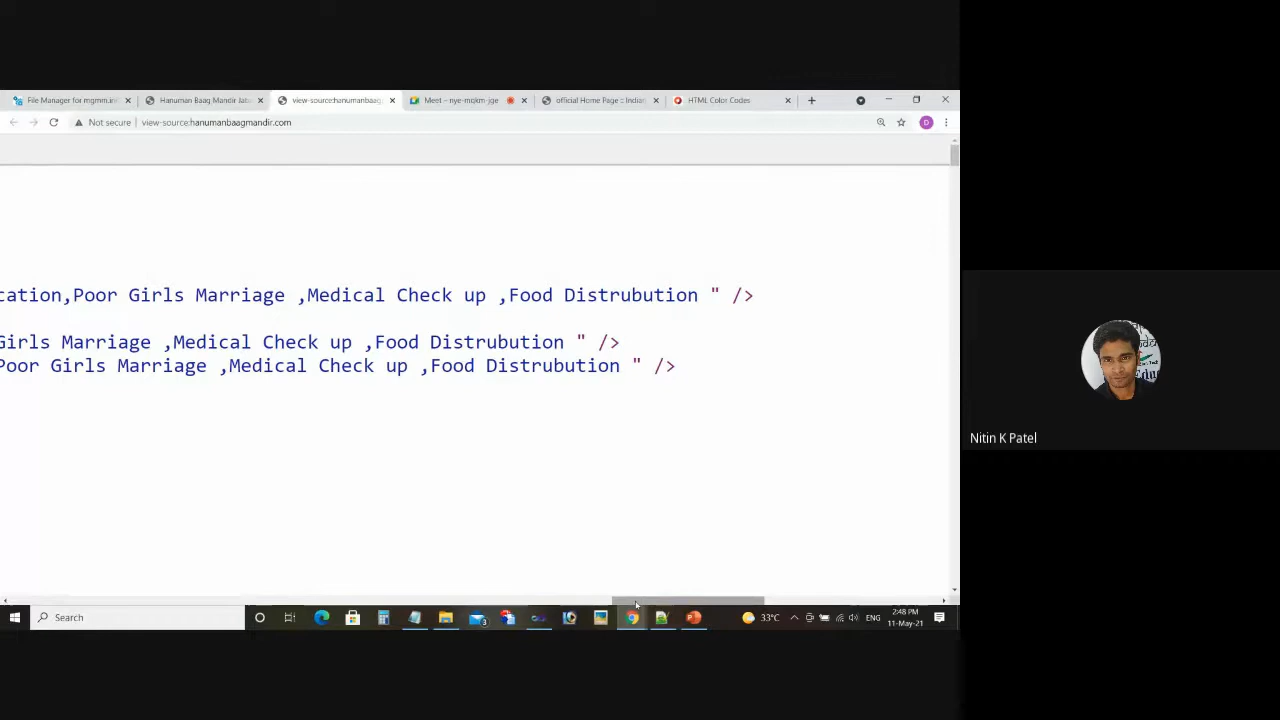 File Manager for mgmm.in
Hanuman Baag Mandir Jab
view-source:hanumanbaagm
Meet – nye-mqkm-jge
official Home Page :: Indian
HTML Color Codes
Not secure | view-source:hanumanbaagmandir.com
D
cation,Poor Girls Marriage ,Medical Check up ,Food Distrubution " />
Girls Marriage ,Medical Check up ,Food Distrubution " />
Poor Girls Marriage ,Medical Check up ,Food Distrubution " />
Nitin K Patel
Search
3
33°C
ENG
2:48 PM
11-May-21